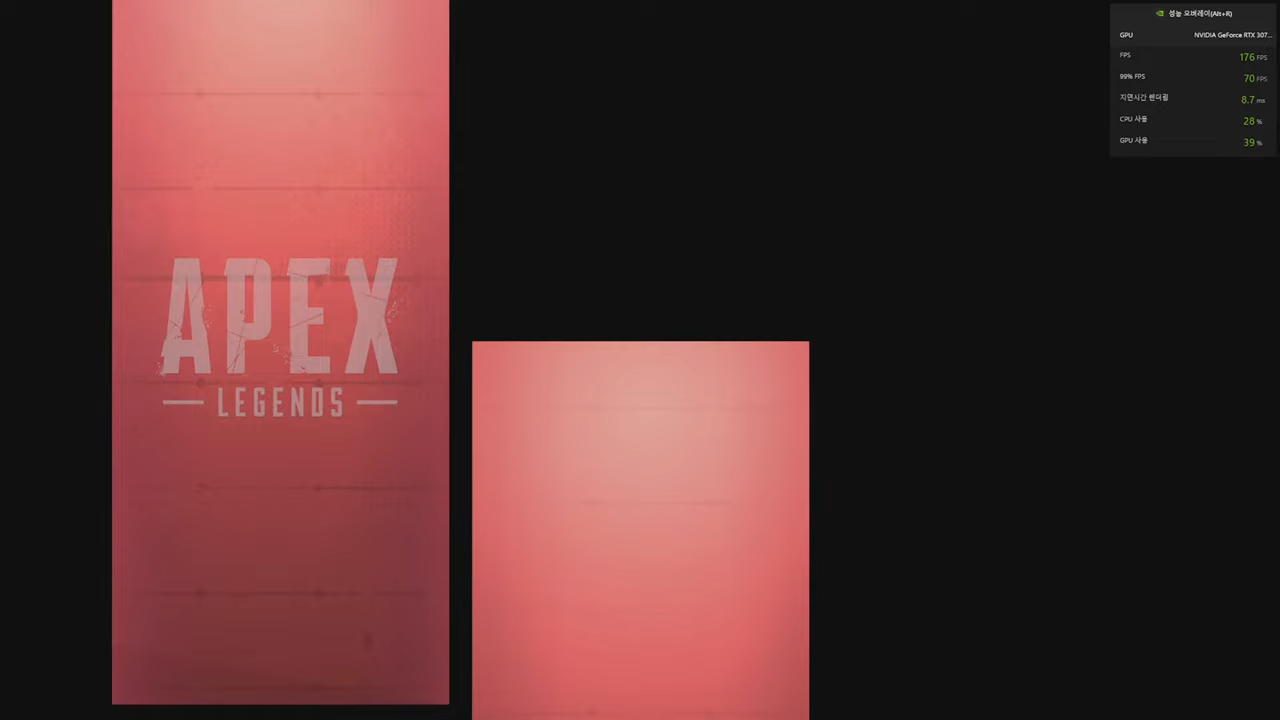 APEX
LEGENDS
성능 오버레이(Alt+R)
GPU NVIDIA GeForce RTX 307...
FPS 176 FPS
99% FPS 70 FPS
지연시간 렌더링 8.7 ms
CPU 사용 28 %
GPU 사용 39 %